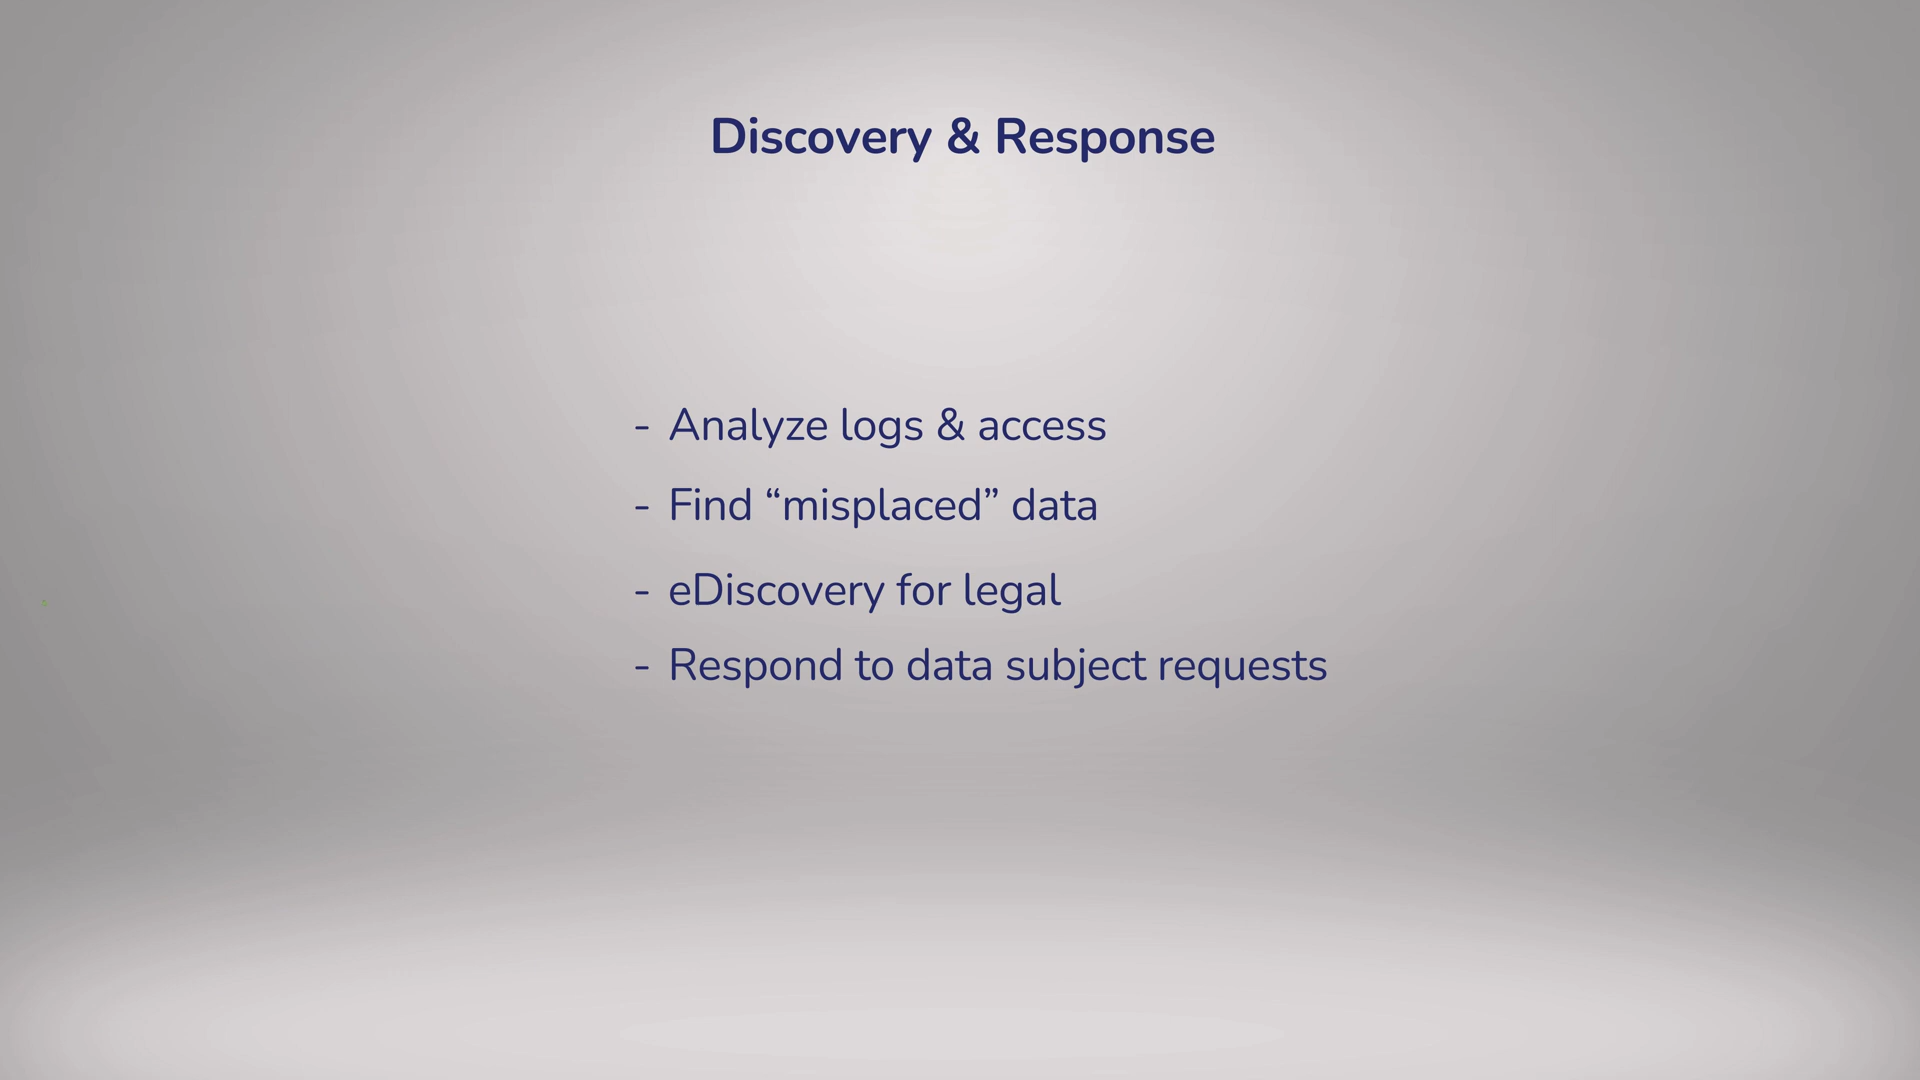 Discovery & Response
- Analyze logs & access
- Find “misplaced” data
- eDiscovery for legal
- Respond to data subject requests